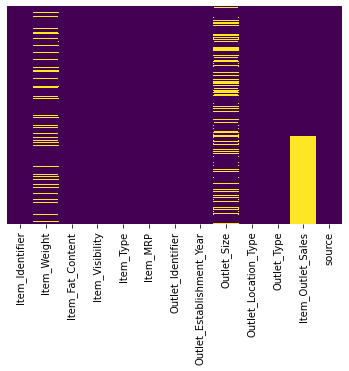 Item_Identifier
Item_Weight
Item_Fat_Content
Item_Visibility
Item_Type
Item_MRP
Outlet_Identifier
Outlet_Establishment_Year
Outlet_Size
Outlet_Location_Type
Outlet_Type
Item_Outlet_Sales
source